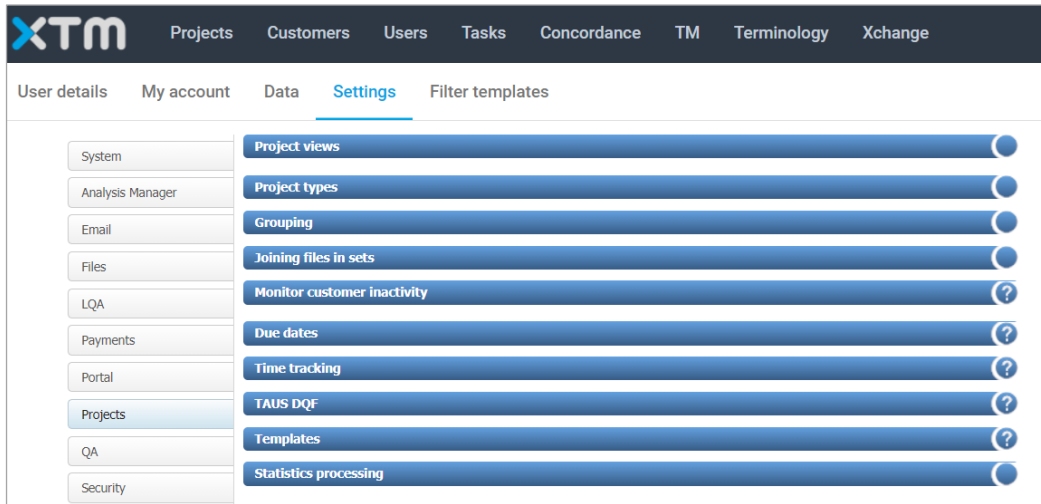 XTM Projects Customers Users Tasks Concordance TM Terminology Xchange
User details My account Data Settings Filter templates
System
Analysis Manager
Email
Files
LQA
Payments
Portal
Projects
QA
Security
Project views
Project types
Grouping
Joining files in sets
Monitor customer inactivity ?
Due dates ?
Time tracking ?
TAUS DQF ?
Templates ?
Statistics processing